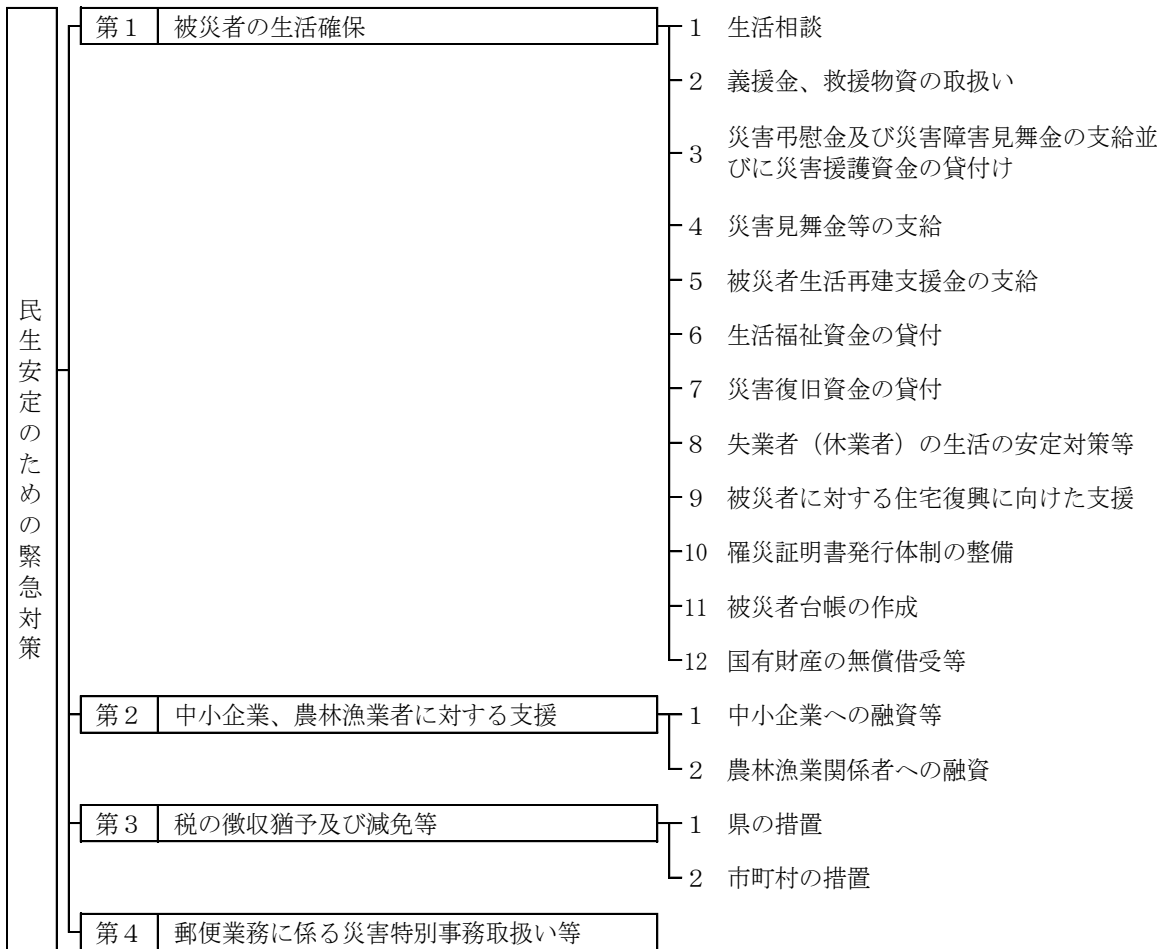 民生安定のための緊急対策
第1 被災者の生活確保
1 生活相談
2 義援金、救援物資の取扱い
3 災害弔慰金及び災害障害見舞金の支給並
びに災害援護資金の貸付け
4 災害見舞金等の支給
5 被災者生活再建支援金の支給
6 生活福祉資金の貸付
7 災害復旧資金の貸付
8 失業者（休業者）の生活の安定対策等
9 被災者に対する住宅復興に向けた支援
10 罹災証明書発行体制の整備
11 被災者台帳の作成
12 国有財産の無償借受等
第2 中小企業、農林漁業者に対する支援
1 中小企業への融資等
2 農林漁業関係者への融資
第3 税の徴収猶予及び減免等
1 県の措置
2 市町村の措置
第4 郵便業務に係る災害特別事務取扱い等